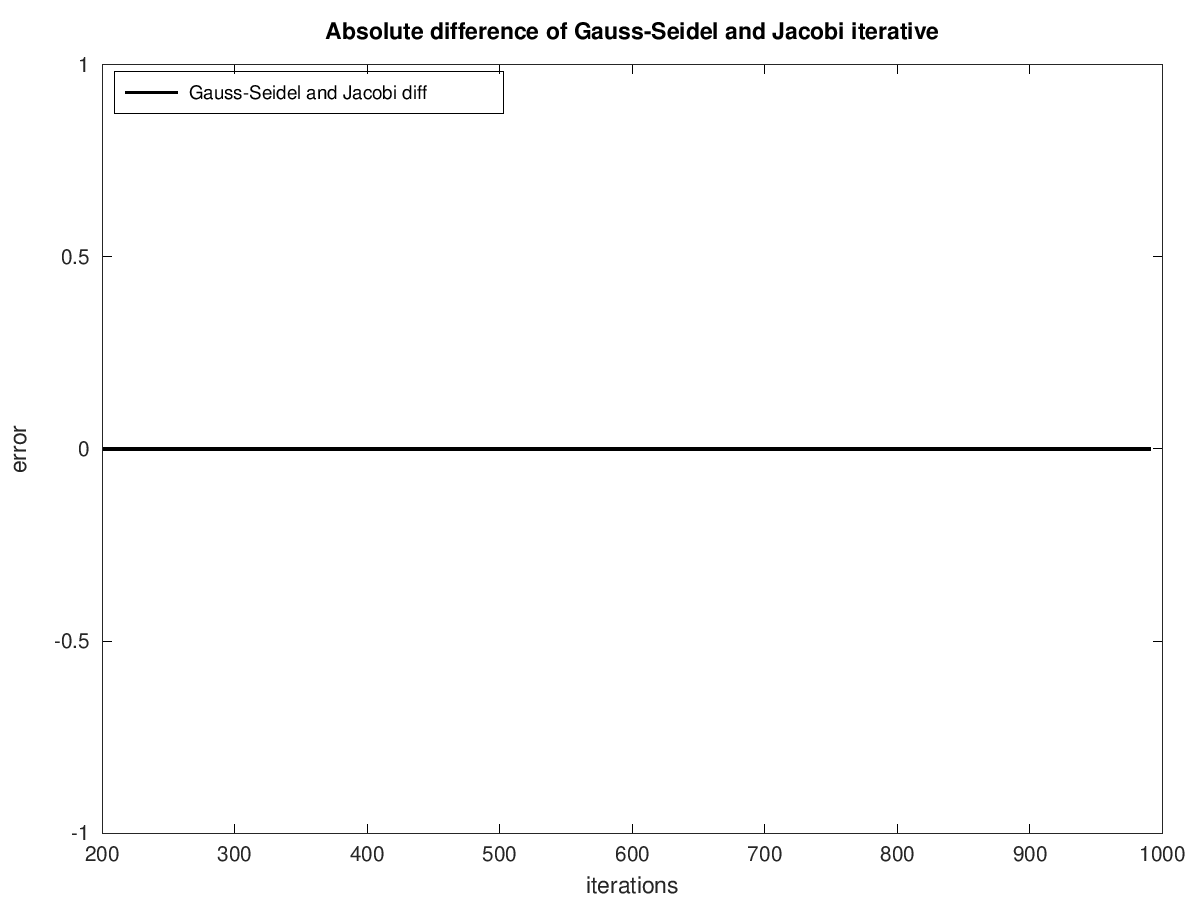 Absolute difference of Gauss-Seidel and Jacobi iterative
1
Gauss-Seidel and Jacobi diff
0.5
error
0
-0.5
-1
200 300 400 500 600 700 800 900 1000
iterations